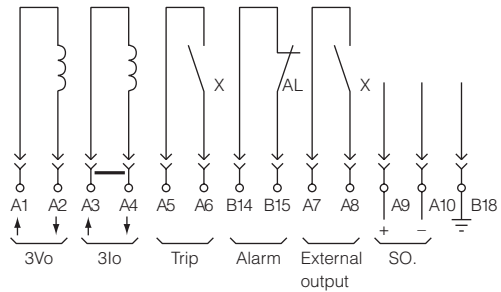 X AL X
A1 A2 A3 A4 A5 A6 B14 B15 A7 A8 A9 A10 B18
+ −
3Vo 3Io Trip Alarm External output SO.